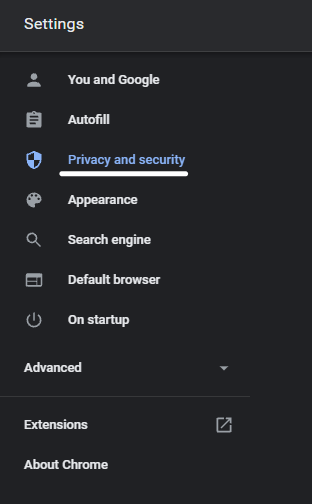 Settings
You and Google
Autofill
Privacy and security
Appearance
Search engine
Default browser
On startup
Advanced
Extensions
About Chrome